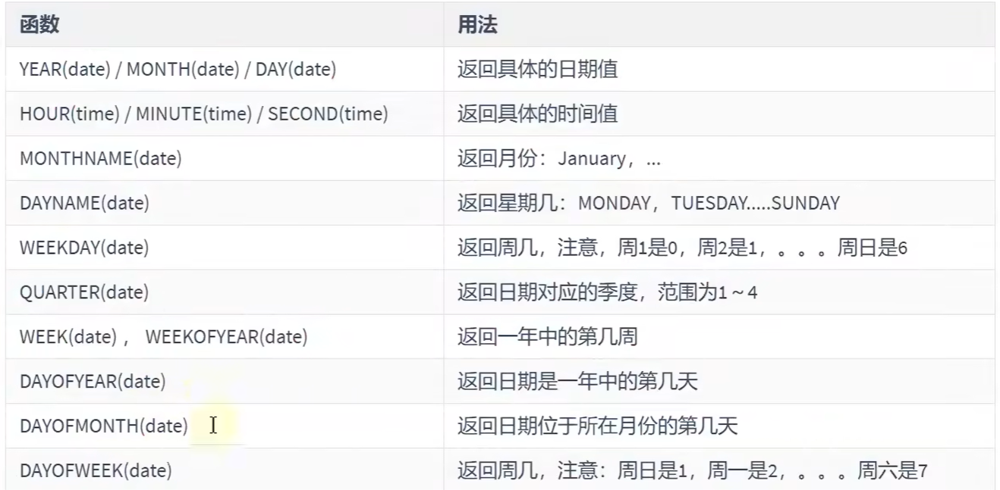 函数 用法
YEAR(date) / MONTH(date) / DAY(date) 返回具体的日期值
HOUR(time) / MINUTE(time) / SECOND(time) 返回具体的时间值
MONTHNAME(date) 返回月份：January，...
DAYNAME(date) 返回星期几：MONDAY，TUESDAY.....SUNDAY
WEEKDAY(date) 返回周几，注意，周1是0，周2是1，。。。周日是6
QUARTER(date) 返回日期对应的季度，范围为1～4
WEEK(date) ， WEEKOFYEAR(date) 返回一年中的第几周
DAYOFYEAR(date) 返回日期是一年中的第几天
DAYOFMONTH(date) 返回日期位于所在月份的第几天
DAYOFWEEK(date) 返回周几，注意：周日是1，周一是2，。。。周六是7